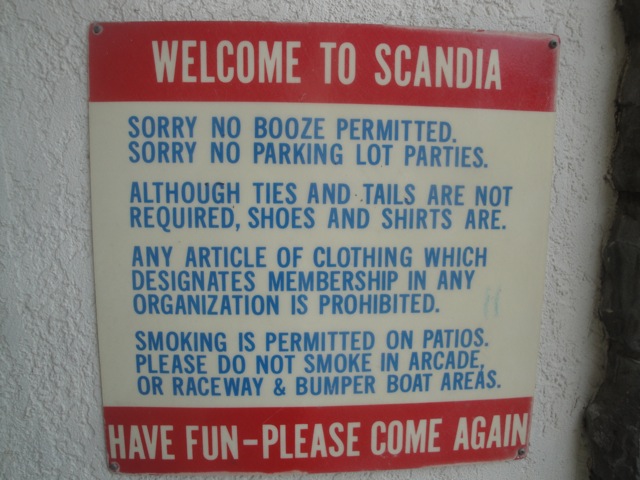 WELCOME TO SCANDIA
SORRY NO BOOZE PERMITTED.
SORRY NO PARKING LOT PARTIES.
ALTHOUGH TIES AND TAILS ARE NOT
REQUIRED, SHOES AND SHIRTS ARE.
ANY ARTICLE OF CLOTHING WHICH
DESIGNATES MEMBERSHIP IN ANY
ORGANIZATION IS PROHIBITED.
SMOKING IS PERMITTED ON PATIOS.
PLEASE DO NOT SMOKE IN ARCADE,
OR RACEWAY & BUMPER BOAT AREAS.
HAVE FUN-PLEASE COME AGAIN